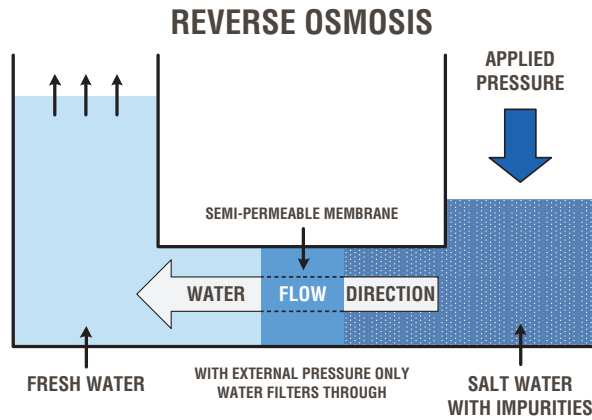 REVERSE OSMOSIS
APPLIED
PRESSURE
SEMI-PERMEABLE MEMBRANE
WATER FLOW DIRECTION
FRESH WATER
WITH EXTERNAL PRESSURE ONLY
WATER FILTERS THROUGH
SALT WATER
WITH IMPURITIES